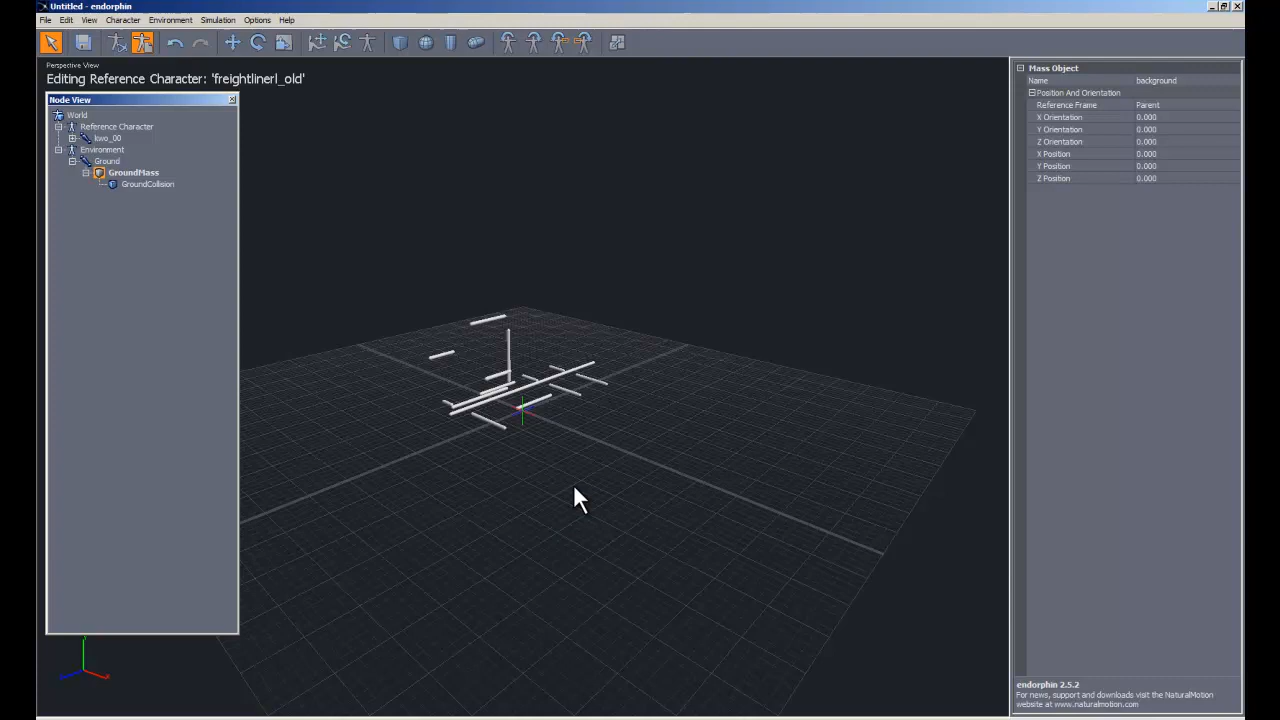 Untitled - endorphin
File Edit View Character Environment Simulation Options Help
Perspective View
Editing Reference Character: 'freightlinerl_old'
Node View
World
Reference Character
kwo_00
Environment
Ground
GroundMass
GroundCollision
Mass Object
Name background
Position And Orientation
Reference Frame Parent
X Orientation 0.000
Y Orientation 0.000
Z Orientation 0.000
X Position 0.000
Y Position 0.000
Z Position 0.000
endorphin 2.5.2
For news, support and downloads visit the NaturalMotion
website at www.naturalmotion.com